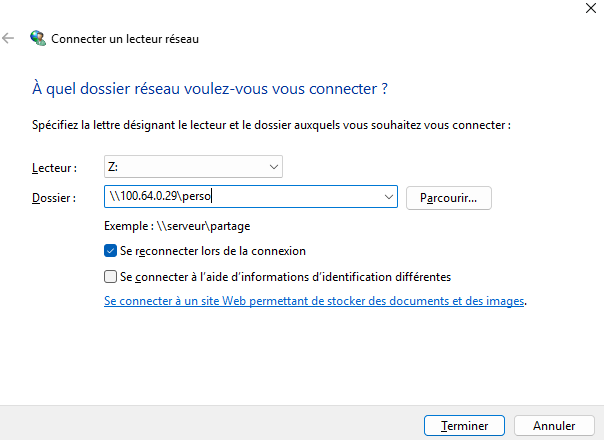 Connecter un lecteur réseau
À quel dossier réseau voulez-vous vous connecter ?
Spécifiez la lettre désignant le lecteur et le dossier auxquels vous souhaitez vous connecter :
Lecteur : Z:
Dossier : \\100.64.0.29\perso Parcourir...
Exemple : \\serveur\partage
Se reconnecter lors de la connexion
Se connecter à l'aide d'informations d'identification différentes
Se connecter à un site Web permettant de stocker des documents et des images.
Terminer Annuler